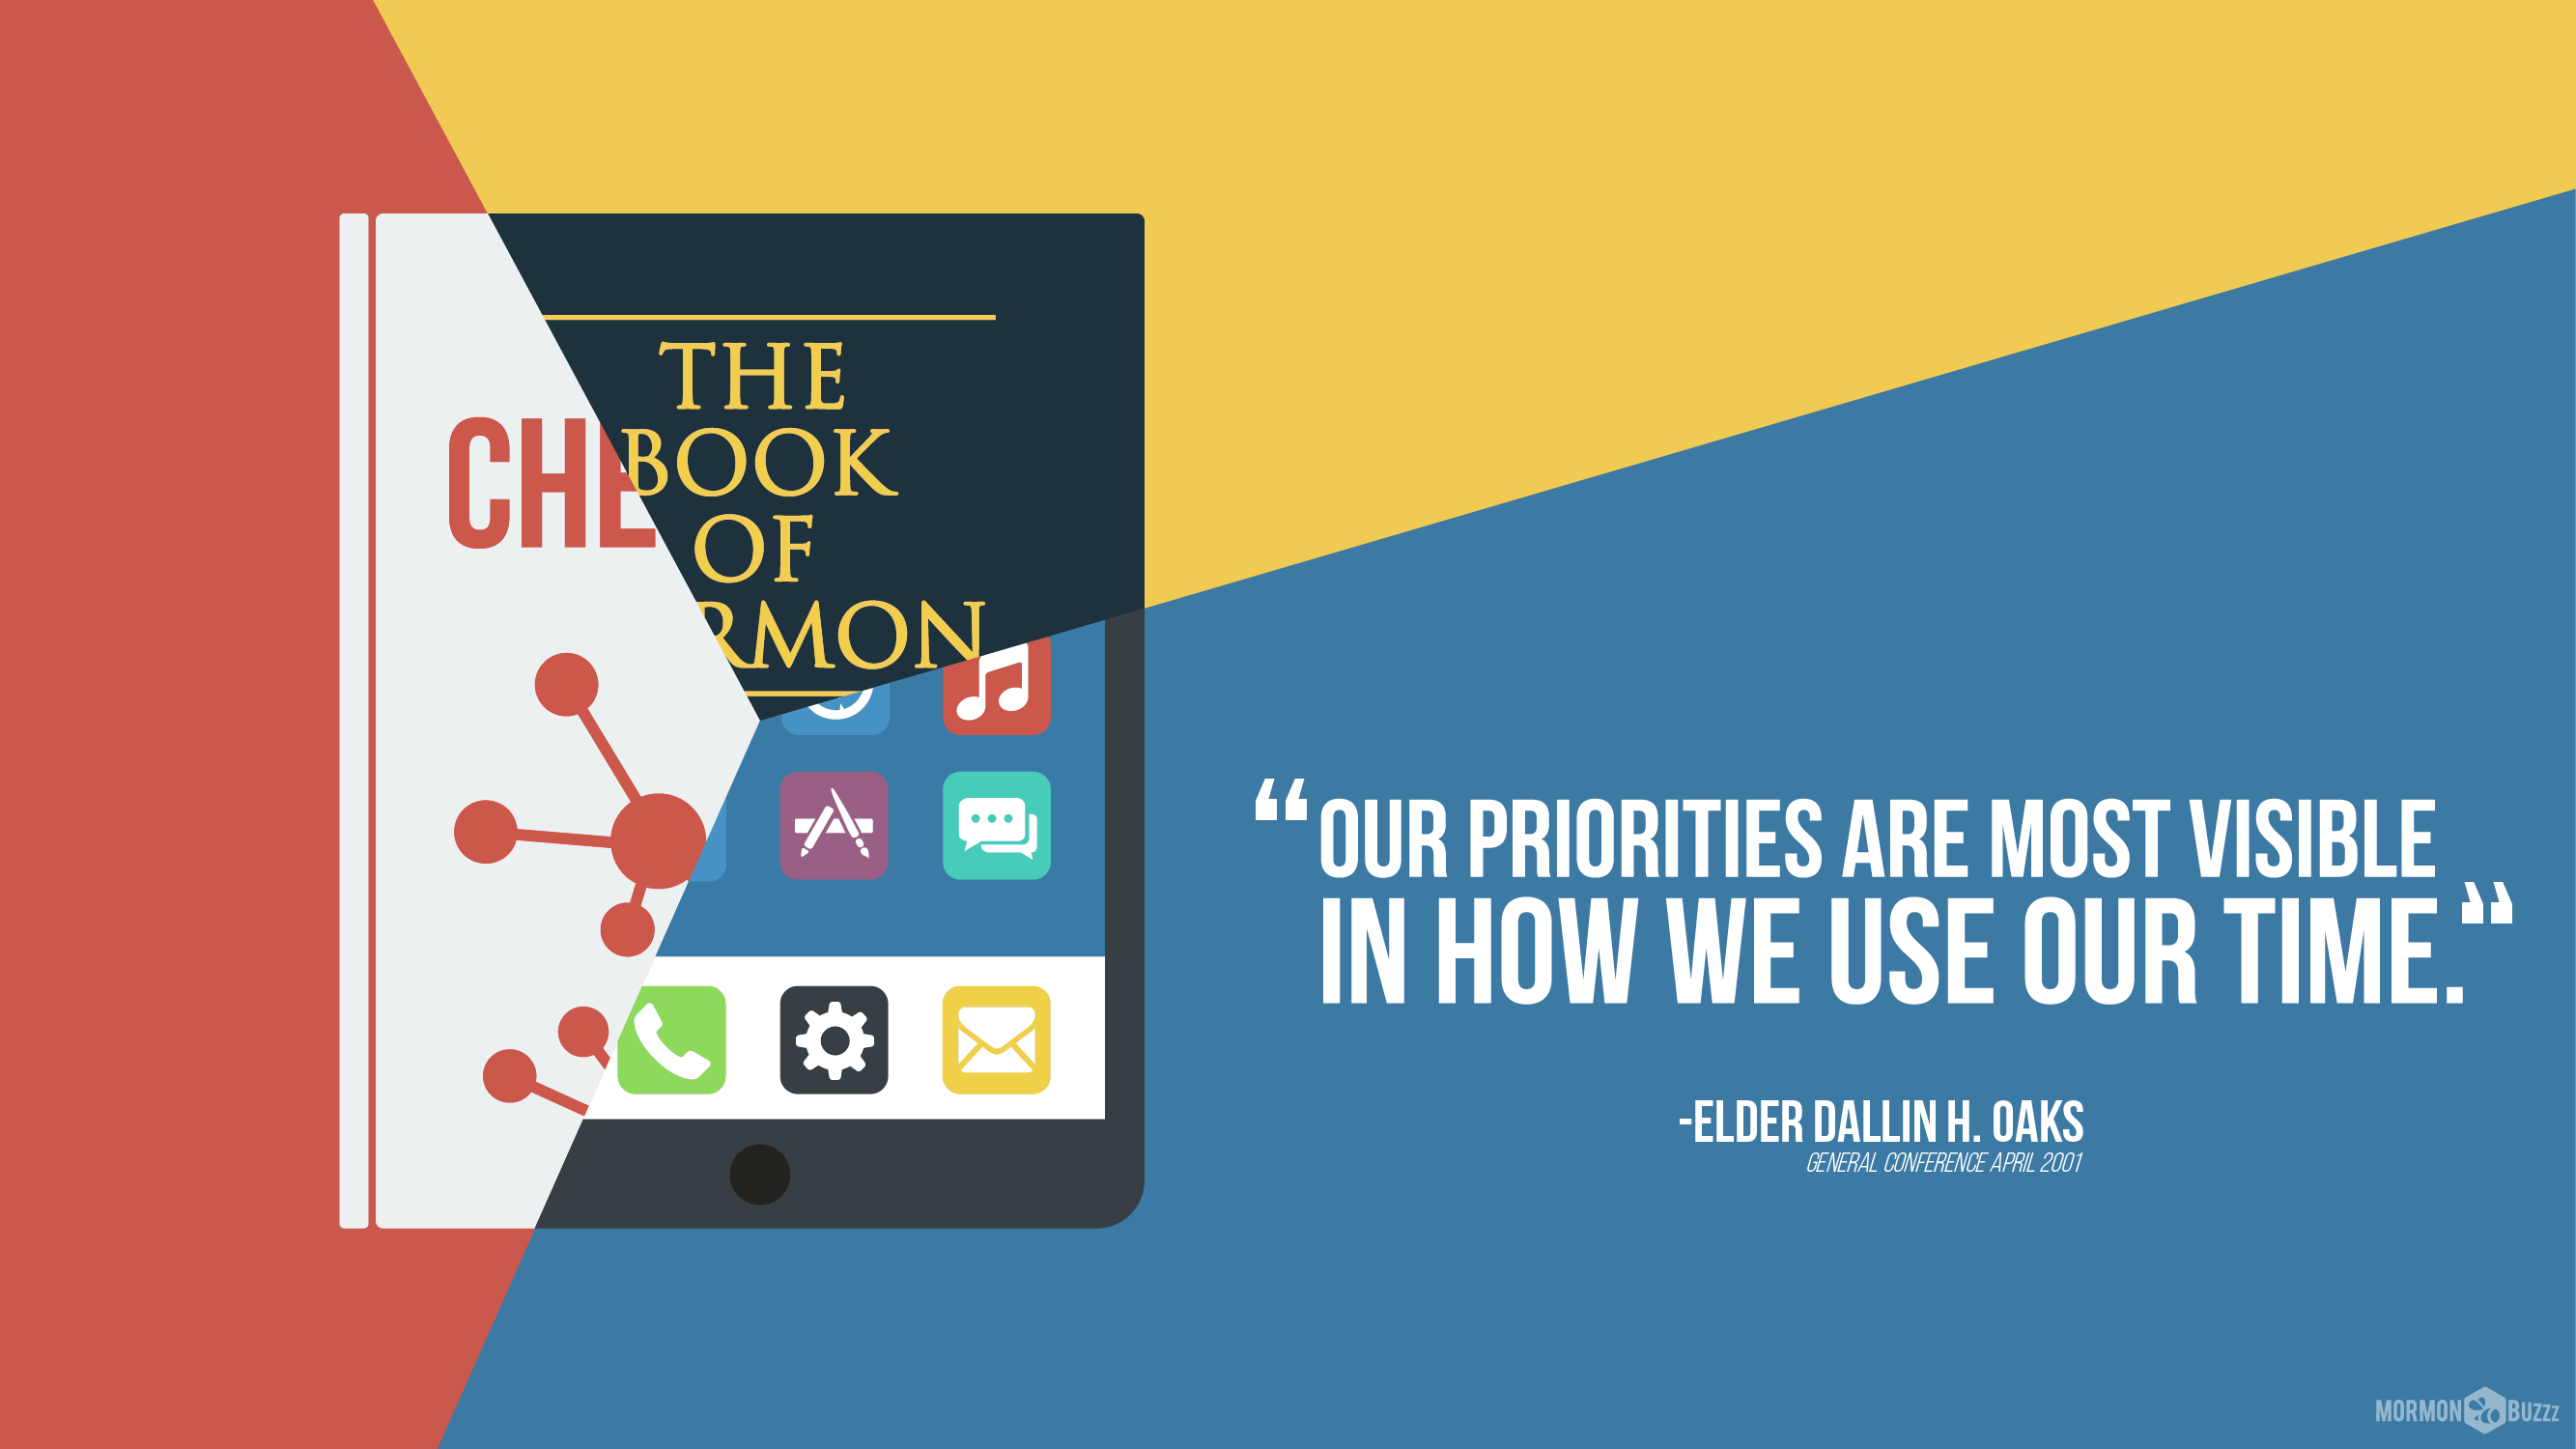 CHE
THE
BOOK
OF
RMON
“OUR PRIORITIES ARE MOST VISIBLE
IN HOW WE USE OUR TIME.“
-ELDER DALLIN H. OAKS
GENERAL CONFERENCE APRIL 2001
MORMON BUZZZ